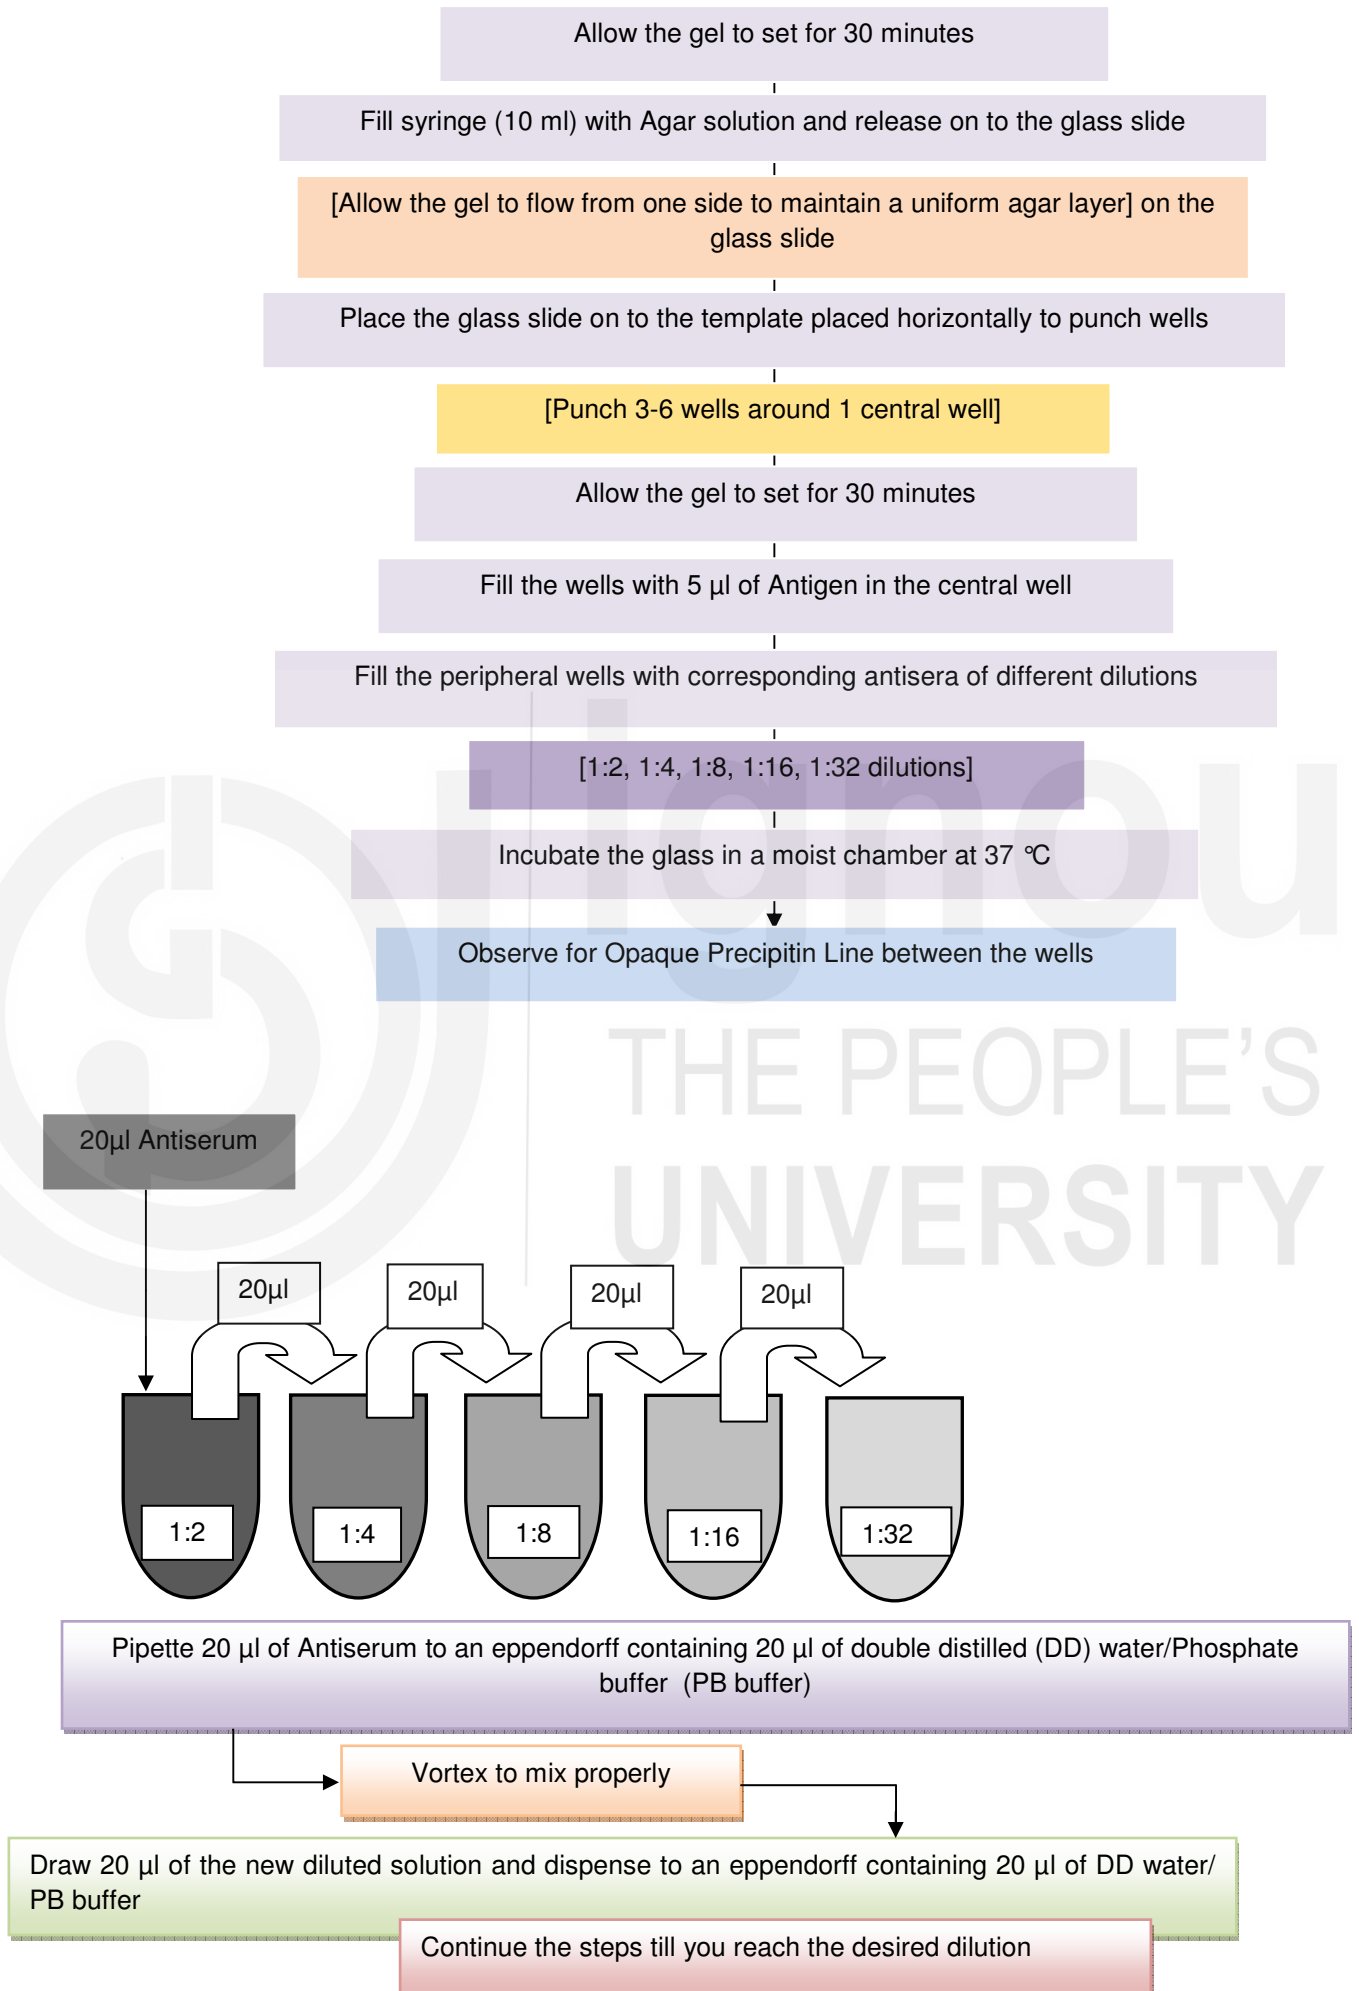 Allow the gel to set for 30 minutes
Fill syringe (10 ml) with Agar solution and release on to the glass slide
[Allow the gel to flow from one side to maintain a uniform agar layer] on the
glass slide
Place the glass slide on to the template placed horizontally to punch wells
[Punch 3-6 wells around 1 central well]
Allow the gel to set for 30 minutes
Fill the wells with 5 µl of Antigen in the central well
Fill the peripheral wells with corresponding antisera of different dilutions
[1:2, 1:4, 1:8, 1:16, 1:32 dilutions]
Incubate the glass in a moist chamber at 37 °C
Observe for Opaque Precipitin Line between the wells
ignou
THE PEOPLE'S
UNIVERSITY
20µl Antiserum
20µl
20µl
20µl
20µl
1:2
1:4
1:8
1:16
1:32
Pipette 20 µl of Antiserum to an eppendorff containing 20 µl of double distilled (DD) water/Phosphate
buffer (PB buffer)
Vortex to mix properly
Draw 20 µl of the new diluted solution and dispense to an eppendorff containing 20 µl of DD water/
PB buffer
Continue the steps till you reach the desired dilution